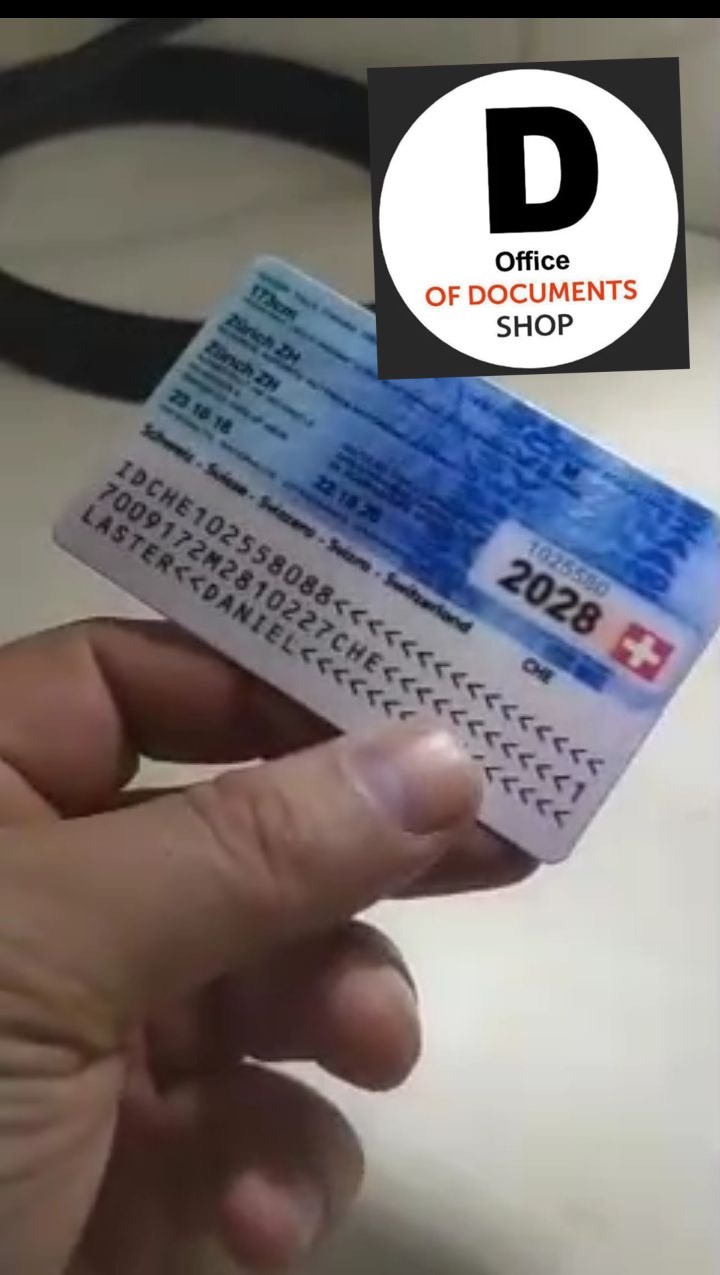 D
Office
OF DOCUMENTS
SHOP
173cm
Zürich ZH
Zürich ZH
23.10.18
22.10.28
Schweiz - Suisse - Svizzera - Svizra - Switzerland
1025580
2028
CHE
IDCHE102558088<<<<<<<<<<<<<<<<
7009172M2810227CHE<<<<<<<<<<<1
LASTER<<DANIEL<<<<<<<<<<<<<<<<